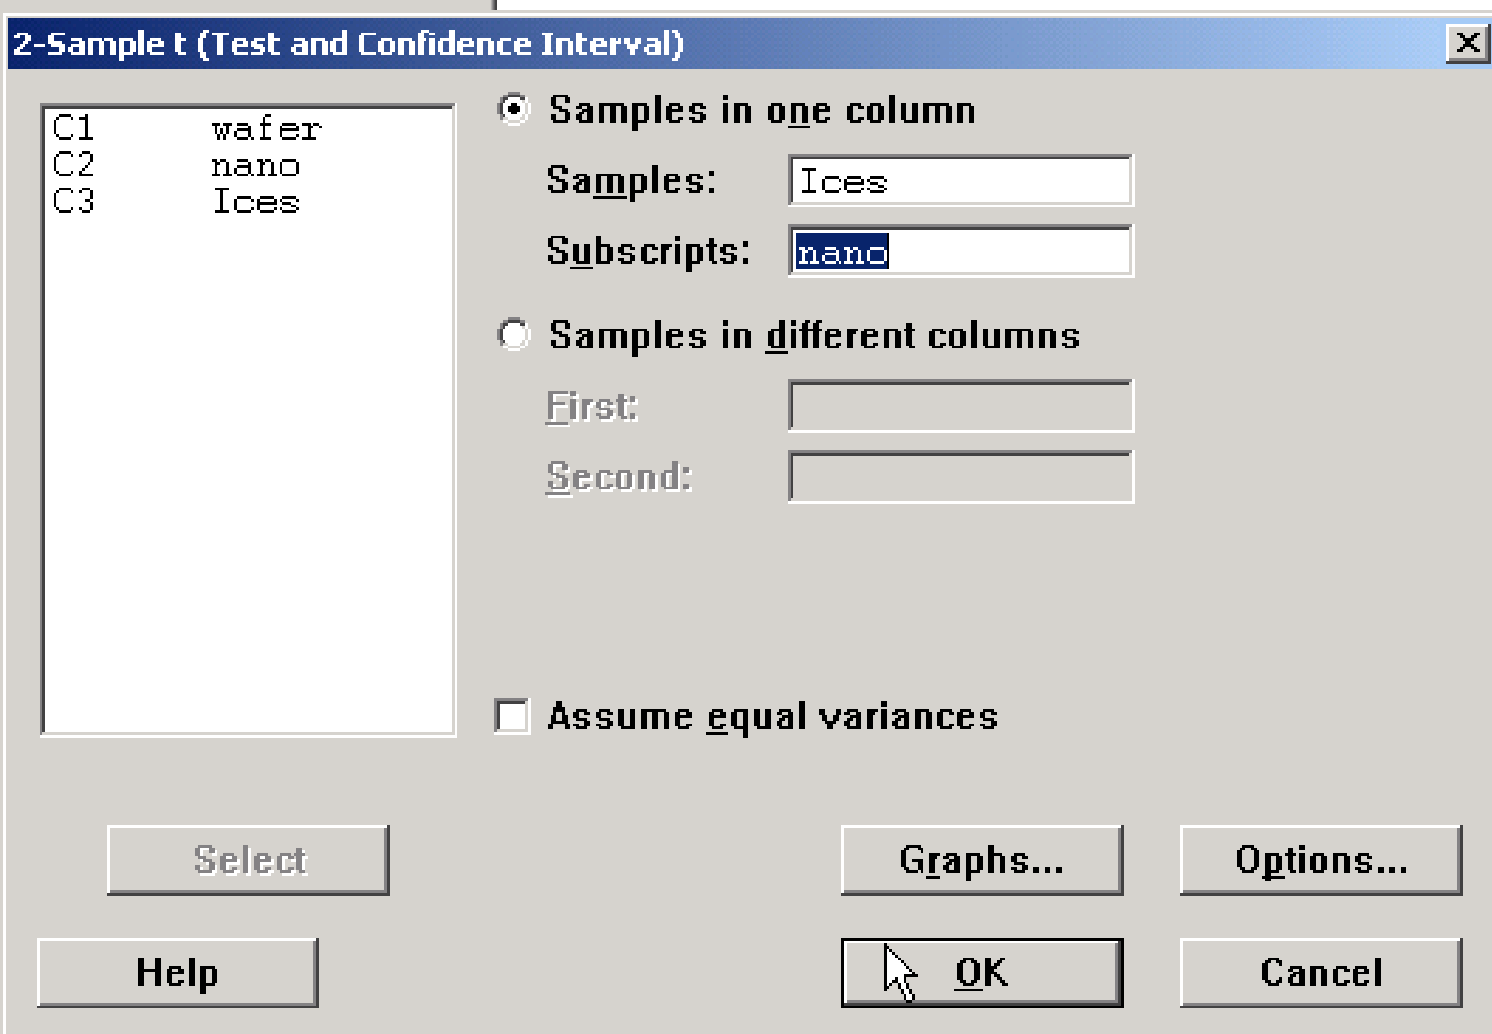 2-Sample t (Test and Confidence Interval)
C1 wafer
C2 nano
C3 Ices
Samples in one column
Samples: Ices
Subscripts: nano
Samples in different columns
First:
Second:
Assume equal variances
Select
Graphs...
Options...
Help
OK
Cancel